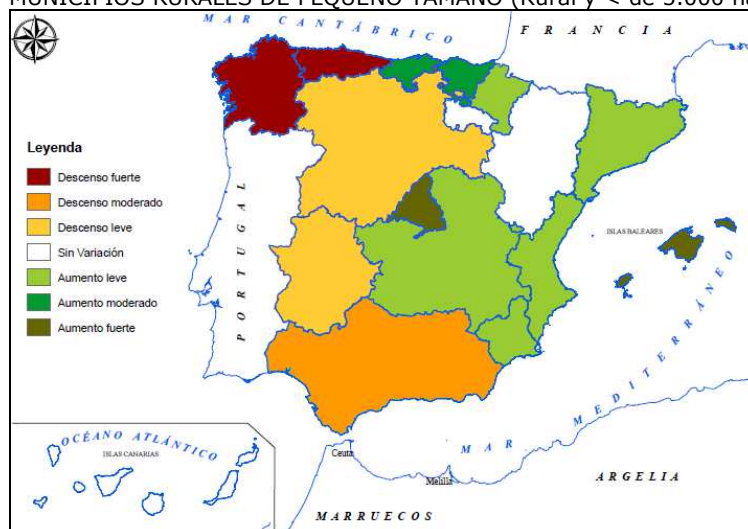 MUNICIPIOS RURALES DE PEQUEÑO TAMAÑO (Rural y < de 5.000 ha
MAR CANTÁBRICO
FRANCIA
Leyenda
Descenso fuerte
Descenso moderado
Descenso leve
Sin Variación
Aumento leve
Aumento moderado
Aumento fuerte
PORTUGAL
ISLAS BALEARES
MAR MEDITERRÁNEO
OCÉANO ATLÁNTICO
ISLAS CANARIAS
Ceuta
Melilla
ARGELIA
MARRUECOS